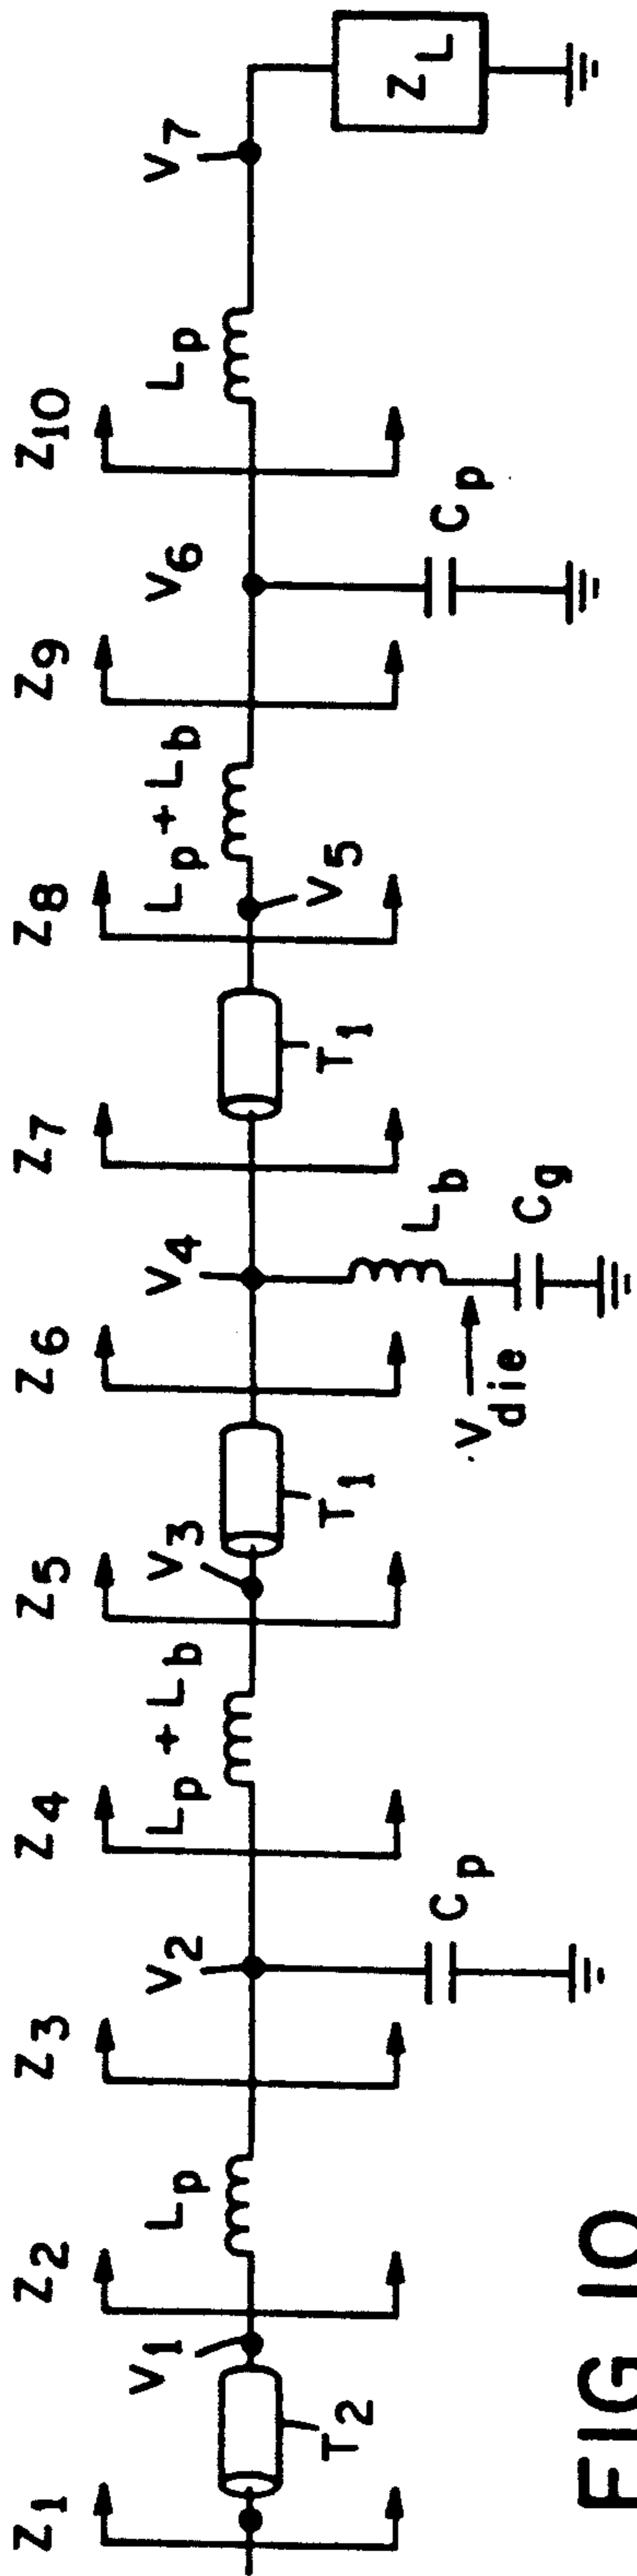 Z1 Z2 Z3 Z4 Z5 Z6 Z7 Z8 Z9 Z10
V1 Lp V2 Lp + Lb V3 V4 Lp + Lb V6 Lp V7
T2 T1 T1 V5
Cp Lb Cp ZL
Vdie Cg
FIG 10